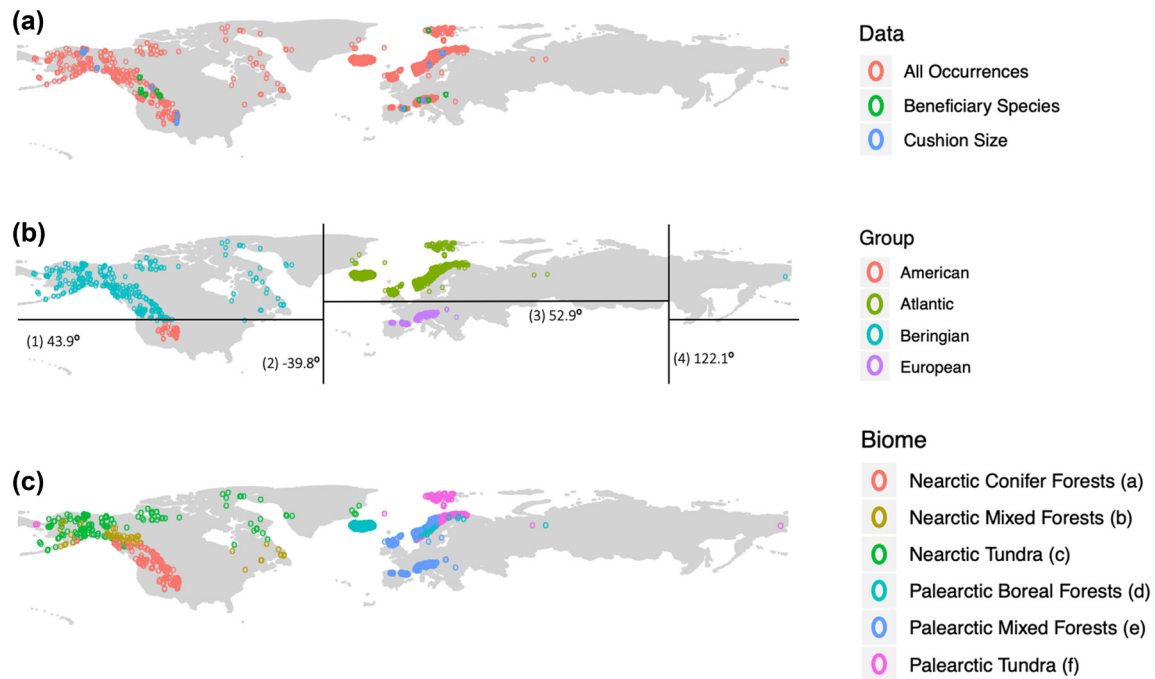 (a)
Data
All Occurrences
Beneficiary Species
Cushion Size
(b)
(1) 43.9°
(2) -39.8°
(3) 52.9°
(4) 122.1°
Group
American
Atlantic
Beringian
European
(c)
Biome
Nearctic Conifer Forests (a)
Nearctic Mixed Forests (b)
Nearctic Tundra (c)
Palearctic Boreal Forests (d)
Palearctic Mixed Forests (e)
Palearctic Tundra (f)